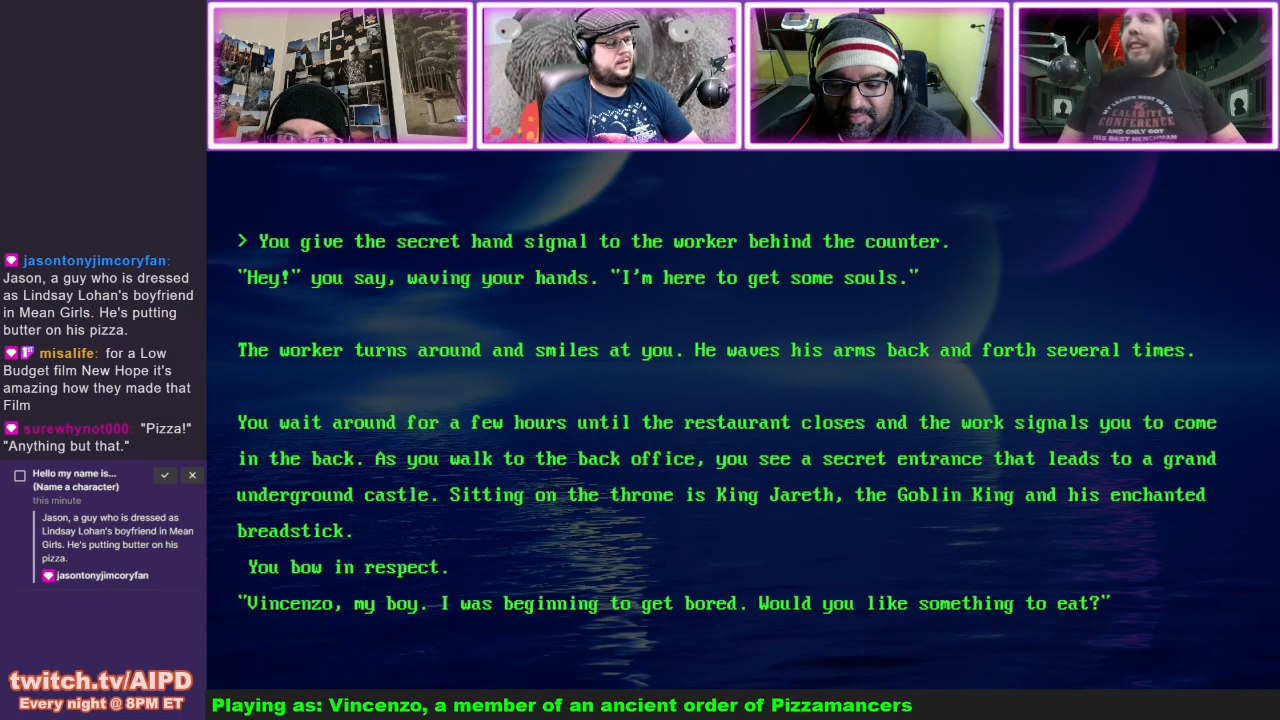 jasontonyjimcoryfan:
Jason, a guy who is dressed
as Lindsay Lohan's boyfriend
in Mean Girls. He's putting
butter on his pizza.
misalife: for a Low
Budget film New Hope it's
amazing how they made that
Film
surewhynot000: "Pizza!"
"Anything but that."
Hello my name is...
(Name a character)
this minute
Jason, a guy who is dressed as
Lindsay Lohan's boyfriend in Mean
Girls. He's putting butter on his
pizza.
jasontonyjimcoryfan
twitch.tv/AIPD
Every night @ 8PM ET
CALAMITY
CONFERENCE
AND ONLY GOT
HIS BEST HENCHMAN
> You give the secret hand signal to the worker behind the counter.
"Hey!" you say, waving your hands. "I'm here to get some souls."
The worker turns around and smiles at you. He waves his arms back and forth several times.
You wait around for a few hours until the restaurant closes and the work signals you to come
in the back. As you walk to the back office, you see a secret entrance that leads to a grand
underground castle. Sitting on the throne is King Jareth, the Goblin King and his enchanted
breadstick.
You bow in respect.
"Vincenzo, my boy. I was beginning to get bored. Would you like something to eat?"
Playing as: Vincenzo, a member of an ancient order of Pizzamancers